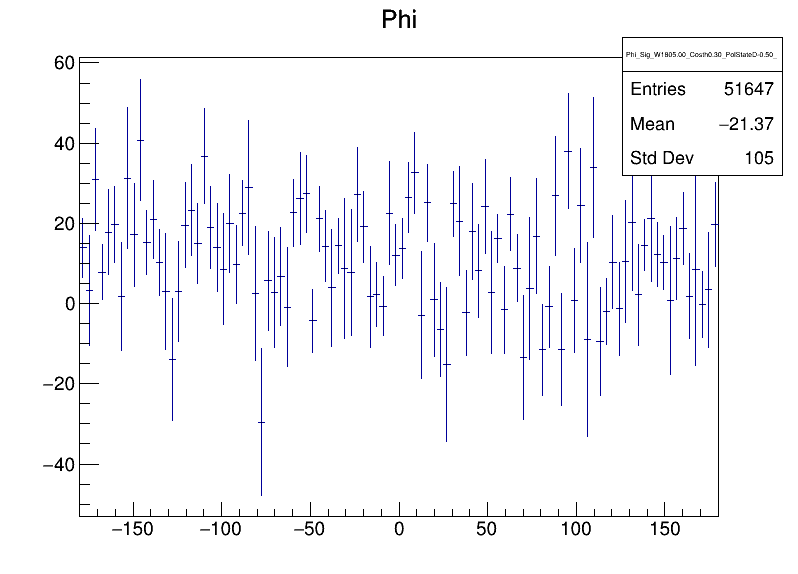 Phi
Phi_Sig_W1605.00_Costh0.30_PolStateD-0.50_
Entries 51647
Mean −21.37
Std Dev 105
60
40
20
0
−20
−40
−150 −100 −50 0 50 100 150